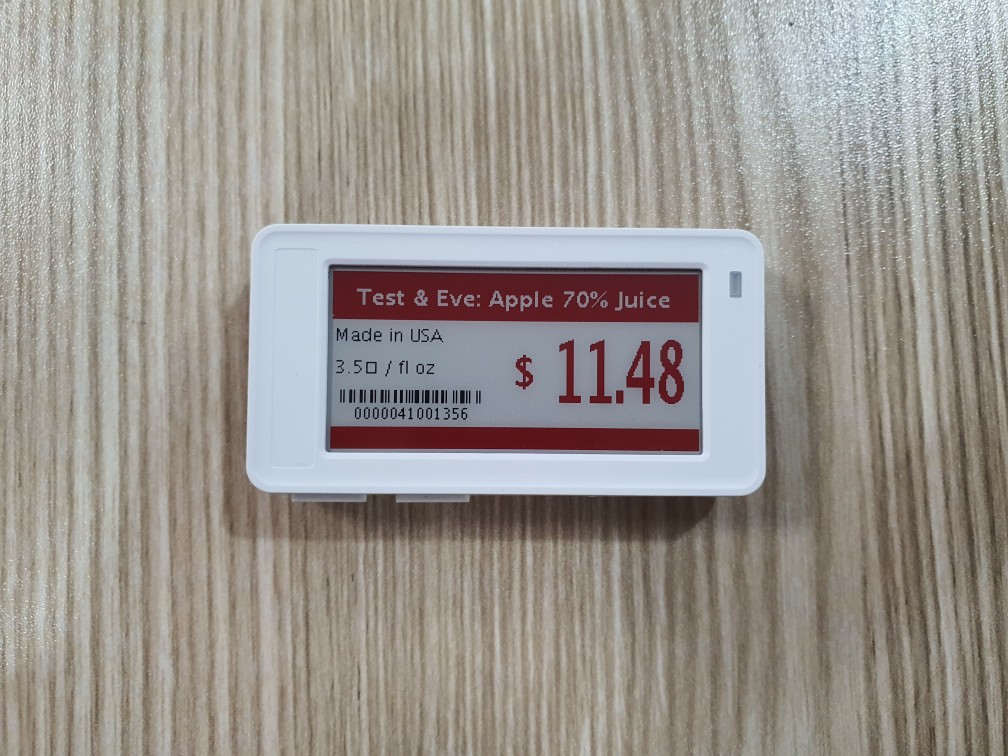 Test & Eve: Apple 70% Juice
Made in USA
3.5□ / fl oz
$ 11.48
0000041001356